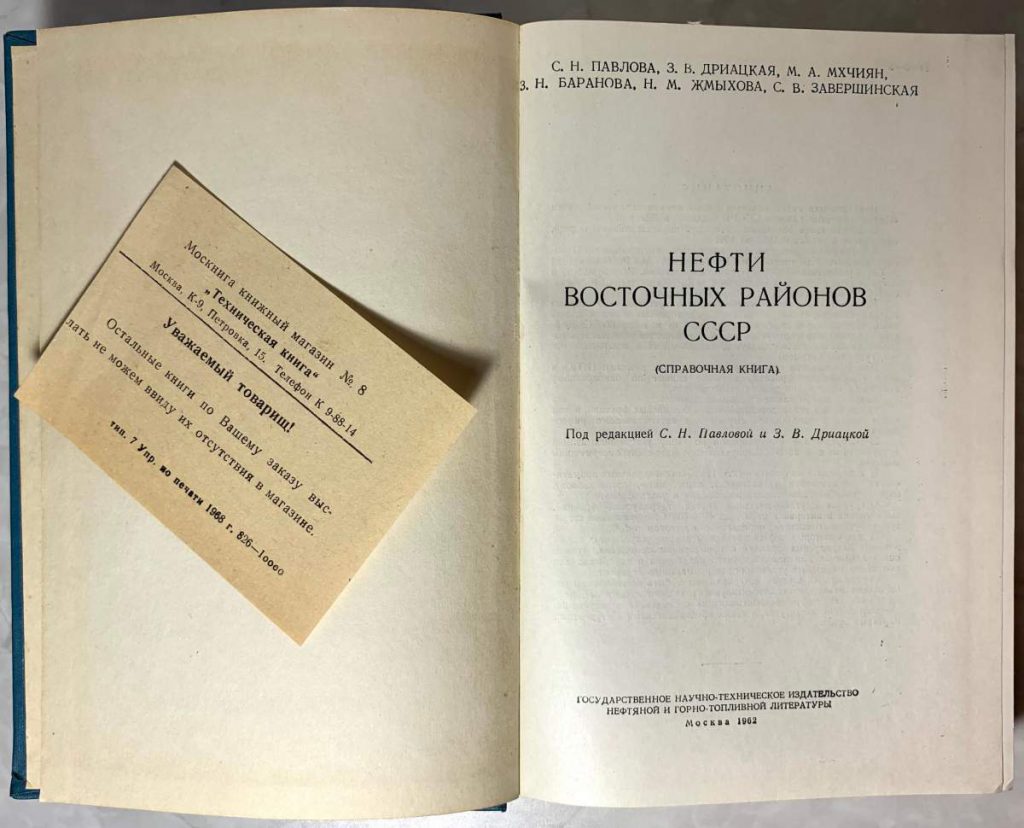 Москнига книжный магазин № 8
„Техническая книга“
Москва, К-9, Петровка, 15. Телефон К 9-88-14
Уважаемый товарищ!
Остальные книги по Вашему заказу выс-
лать не можем ввиду их отсутствия в магазине.
тип. 7 Упр. по печати 1968 г. 826—10000
С. Н. ПАВЛОВА, З. В. ДРИАЦКАЯ, М. А. МХЧИЯН,
З. Н. БАРАНОВА, Н. М. ЖМЫХОВА, С. В. ЗАВЕРШИНСКАЯ
НЕФТИ
ВОСТОЧНЫХ РАЙОНОВ
СССР
(СПРАВОЧНАЯ КНИГА)
Под редакцией С. Н. Павловой и З. В. Дриацкой
ГОСУДАРСТВЕННОЕ НАУЧНО-ТЕХНИЧЕСКОЕ ИЗДАТЕЛЬСТВО
НЕФТЯНОЙ И ГОРНО-ТОПЛИВНОЙ ЛИТЕРАТУРЫ
Москва 1962